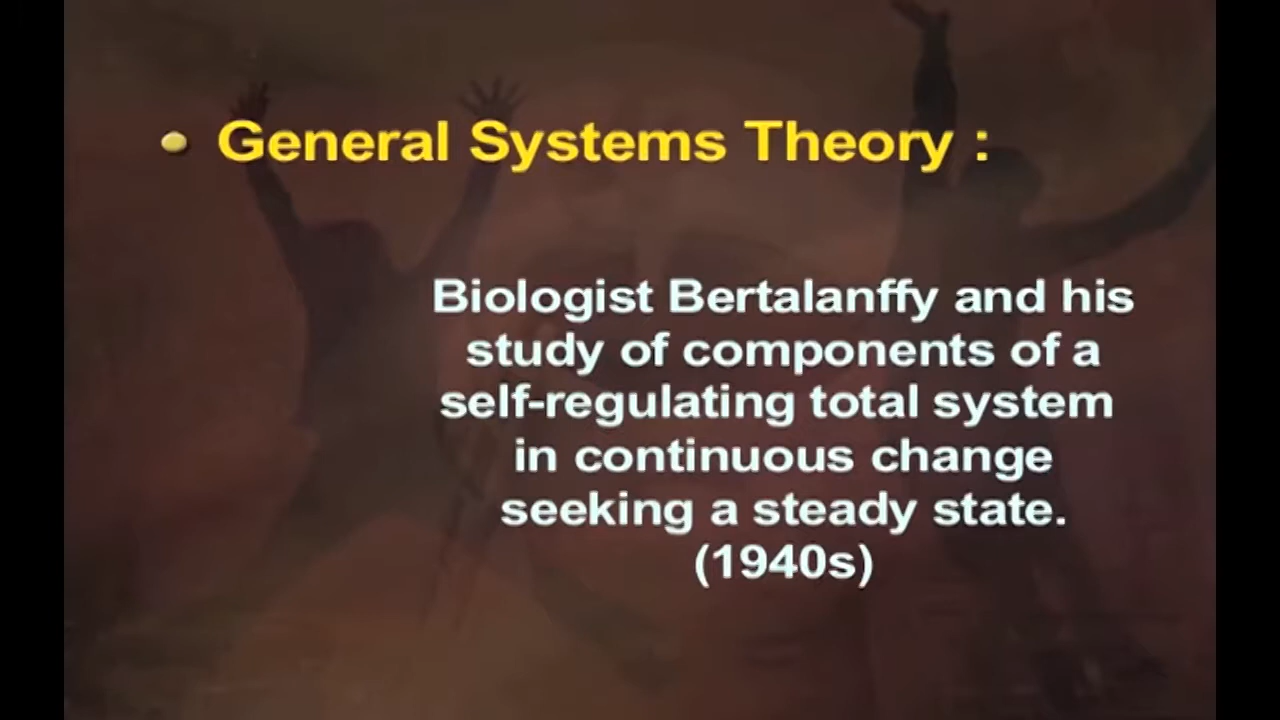 • General Systems Theory :
Biologist Bertalanffy and his
study of components of a
self-regulating total system
in continuous change
seeking a steady state.
(1940s)